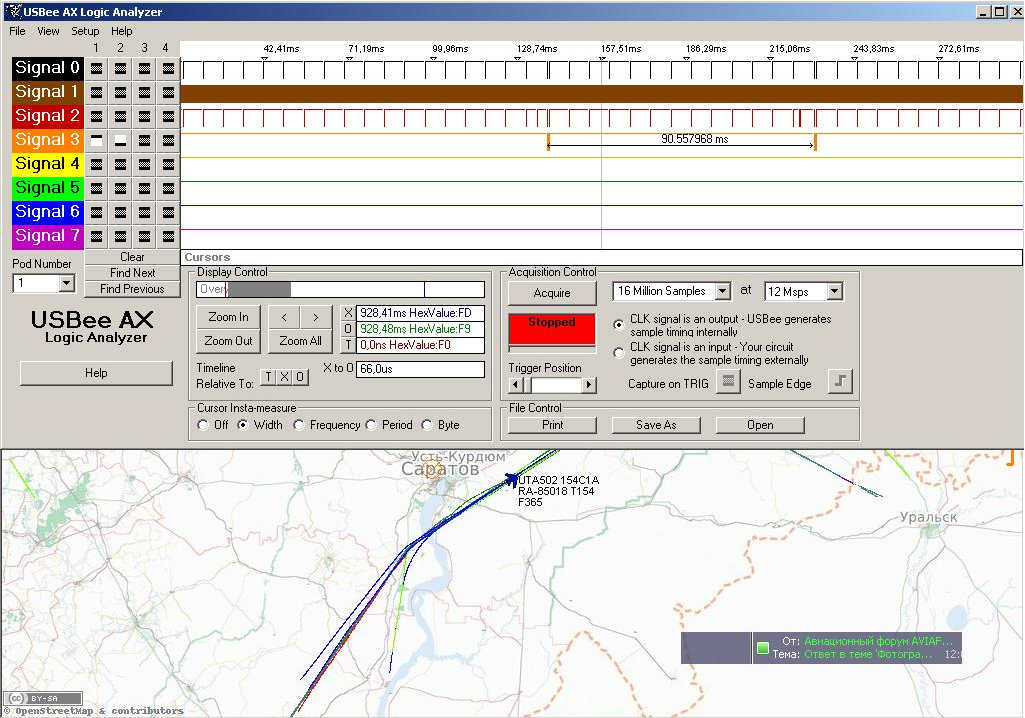 USBee AX Logic Analyzer
File View Setup Help
1 2 3 4
42,41ms 71,19ms 99,96ms 128,74ms 157,51ms 186,29ms 215,06ms 243,83ms 272,61ms
Signal 0
Signal 1
Signal 2
Signal 3
90.557968 ms
Signal 4
Signal 5
Signal 6
Signal 7
Pod Number
1
Clear
Find Next
Find Previous
Cursors
USBee AX
Logic Analyzer
Help
Display Control
Zoom In < > Zoom Out Zoom All
X 928,41ms HexValue:FD
O 928,48ms HexValue:F9
T 0,0ns HexValue:F0
Timeline
Relative To: T X O
X to O 66,0us
Cursor Insta-measure
Off Width Frequency Period Byte
Acquisition Control
Acquire 16 Million Samples at 12 Msps
Stopped
CLK signal is an output - USBee generates
sample timing internally
CLK signal is an input - Your circuit
generates the sample timing externally
Trigger Position
Capture on TRIG Sample Edge
File Control
Print Save As Open
Усть-Курдюм
Саратов
UTA502 154C1A
RA-85018 T154
F365
Уральск
От: Авиационный форум AVIAF...
Тема: Ответ в теме 'Фотогра...
cc BY-SA
© OpenStreetMap & contributors